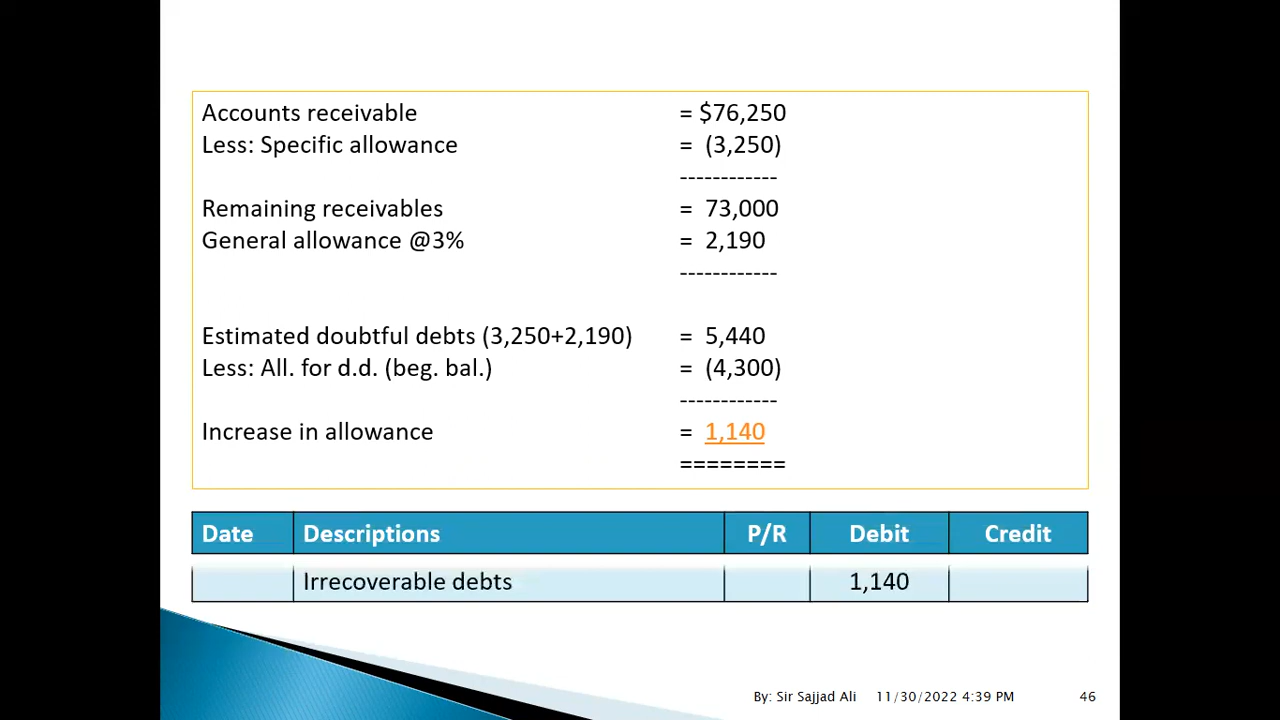 Accounts receivable = $76,250
Less: Specific allowance = (3,250)
------------
Remaining receivables = 73,000
General allowance @3% = 2,190
------------
Estimated doubtful debts (3,250+2,190) = 5,440
Less: All. for d.d. (beg. bal.) = (4,300)
------------
Increase in allowance = 1,140
========
Date Descriptions P/R Debit Credit
Irrecoverable debts 1,140
By: Sir Sajjad Ali 11/30/2022 4:39 PM 46